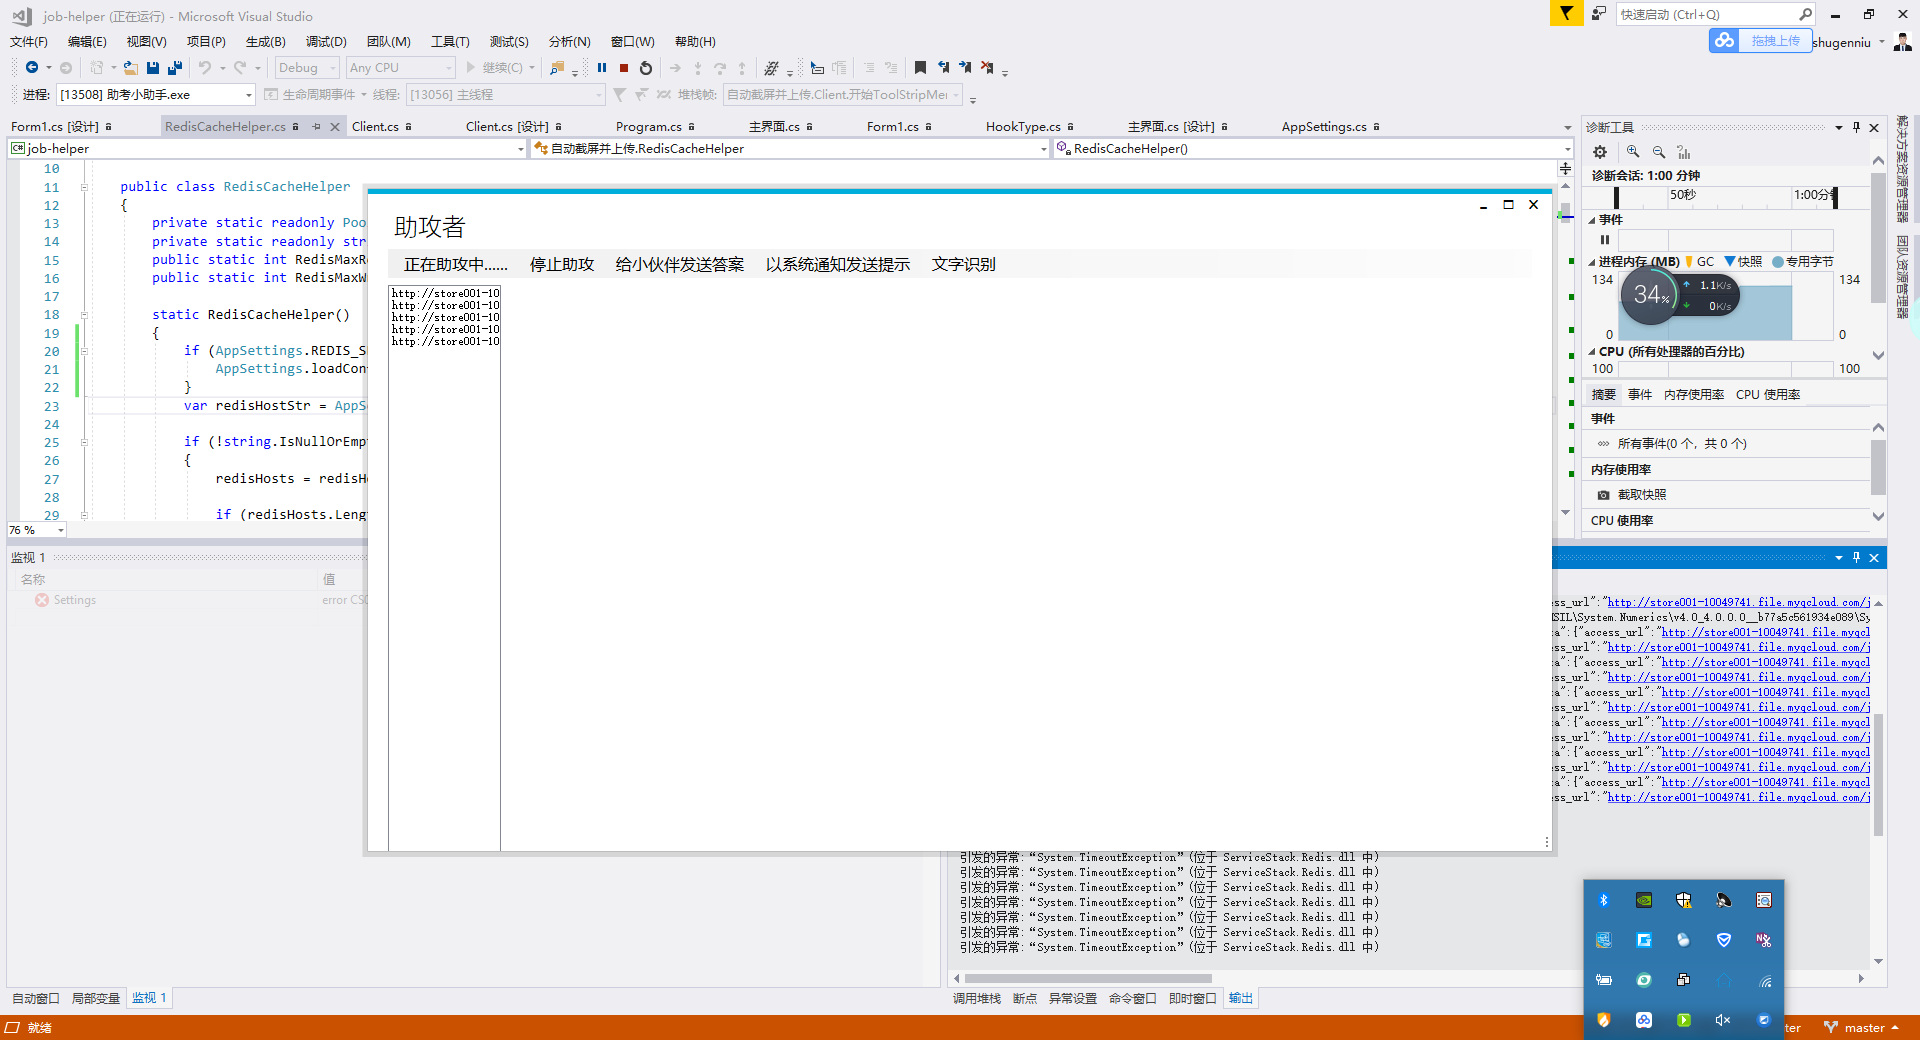 job-helper (正在运行) - Microsoft Visual Studio
快速启动 (Ctrl+Q)
文件(F) 编辑(E) 视图(V) 项目(P) 生成(B) 调试(D) 团队(M) 工具(T) 测试(S) 分析(N) 窗口(W) 帮助(H)
拖拽上传
shugenniu
Debug Any CPU 继续(C)
进程: [13508] 助考小助手.exe 生命周期事件 线程: [13056] 主线程 堆栈帧: 自动截屏并上传.Client.开始ToolStripMe
Form1.cs [设计] RedisCacheHelper.cs Client.cs Client.cs [设计] Program.cs 主界面.cs Form1.cs HookType.cs 主界面.cs [设计] AppSettings.cs
job-helper 自动截屏并上传.RedisCacheHelper RedisCacheHelper()
10
11 public class RedisCacheHelper
12 {
13 private static readonly Poo
14 private static readonly str
15 public static int RedisMaxRe
16 public static int RedisMaxW
17
18 static RedisCacheHelper()
19 {
20 if (AppSettings.REDIS_S
21 AppSettings.loadCon
22 }
23 var redisHostStr = AppS
24
25 if (!string.IsNullOrEmpt
26 {
27 redisHosts = redisH
28
29 if (redisHosts.Leng
76 %
助攻者
正在助攻中...... 停止助攻 给小伙伴发送答案 以系统通知发送提示 文字识别
http://store001-10
http://store001-10
http://store001-10
http://store001-10
http://store001-10
诊断工具
诊断会话: 1:00 分钟
50秒 1:00分
事件
进程内存 (MB) GC 快照 专用字节
134 134
34% 1.1K/s
0K/s
0 0
CPU (所有处理器的百分比)
100 100
摘要 事件 内存使用率 CPU 使用率
事件
所有事件(0 个，共 0 个)
内存使用率
截取快照
CPU 使用率
解决方案资源管理器
团队资源管理器
监视 1
名称 值
Settings error CS0
ss_url":"http://store001-10049741.file.myqcloud.com/j
MSIL\System.Numerics\v4.0_4.0.0.0__b77a5c561934e089\Sy
a":{"access_url":"http://store001-10049741.file.myqcl
ss_url":"http://store001-10049741.file.myqcloud.com/j
a":{"access_url":"http://store001-10049741.file.myqcl
ss_url":"http://store001-10049741.file.myqcloud.com/j
a":{"access_url":"http://store001-10049741.file.myqcl
ss_url":"http://store001-10049741.file.myqcloud.com/j
a":{"access_url":"http://store001-10049741.file.myqcl
ss_url":"http://store001-10049741.file.myqcloud.com/j
a":{"access_url":"http://store001-10049741.file.myqcl
ss_url":"http://store001-10049741.file.myqcloud.com/j
a":{"access_url":"http://store001-10049741.file.myqcl
ss_url":"http://store001-10049741.file.myqcloud.com/j
引发的异常:“System.TimeoutException”(位于 ServiceStack.Redis.dll 中)
引发的异常:“System.TimeoutException”(位于 ServiceStack.Redis.dll 中)
引发的异常:“System.TimeoutException”(位于 ServiceStack.Redis.dll 中)
引发的异常:“System.TimeoutException”(位于 ServiceStack.Redis.dll 中)
引发的异常:“System.TimeoutException”(位于 ServiceStack.Redis.dll 中)
引发的异常:“System.TimeoutException”(位于 ServiceStack.Redis.dll 中)
引发的异常:“System.TimeoutException”(位于 ServiceStack.Redis.dll 中)
自动窗口 局部变量 监视 1
调用堆栈 断点 异常设置 命令窗口 即时窗口 输出
就绪
ter master